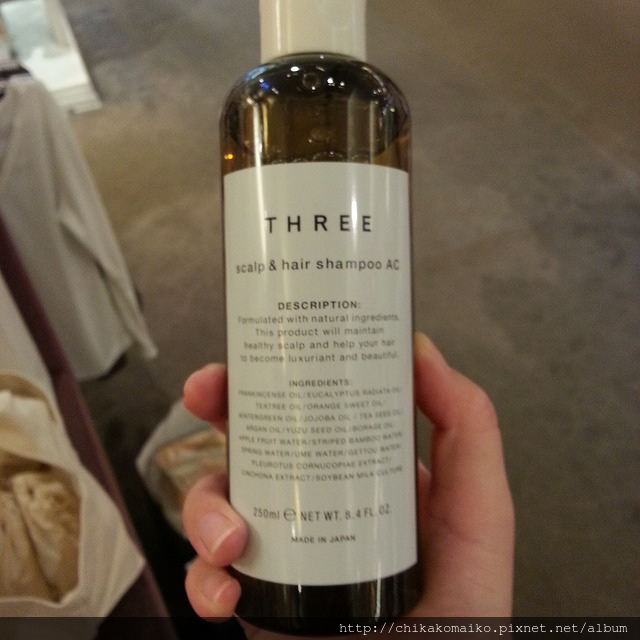 THREE
scalp & hair shampoo AC
DESCRIPTION:
Formulated with natural ingredients.
This product will maintain
healthy scalp and help your hair
to become luxuriant and beautiful.
INGREDIENTS:
FRANKINCENSE OIL/EUCALYPTUS RADIATA OIL/
TEATREE OIL/ORANGE SWEET OIL/
WINTERGREEN OIL/JOJOBA OIL / TEA SEED OIL/
ARGAN OIL/YUZU SEED OIL/BORAGE OIL/
APPLE FRUIT WATER/STRIPED BAMBOO WATER/
SPRING WATER/UME WATER/GETTOU WATER/
PLEUROTUS CORNUCOPIAE EXTRACT/
CINCHONA EXTRACT/SOYBEAN MILK CULTURE
250ml ℮ NET WT. 8.4 FL. OZ.
MADE IN JAPAN
http://chikakomaiko.pixnet.net/album